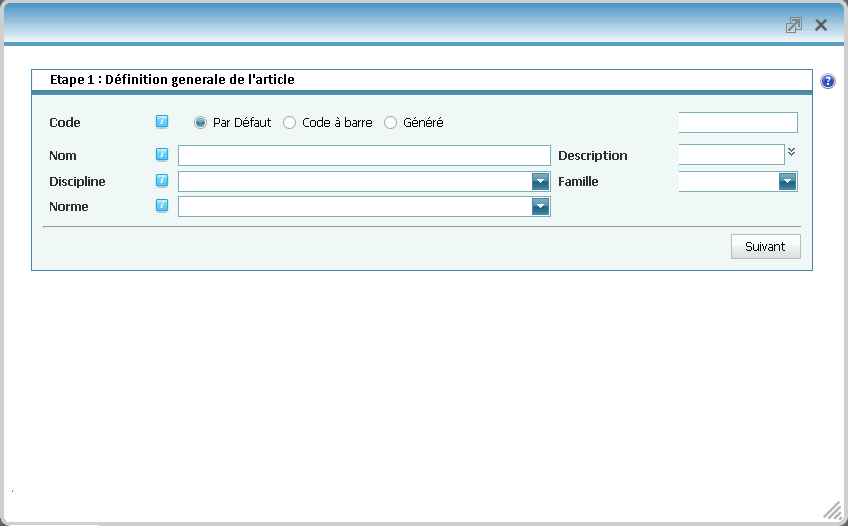 Etape 1 : Définition generale de l'article
?
Code i Par Défaut Code à barre Généré
Nom i Description
Discipline i Famille
Norme i
Suivant